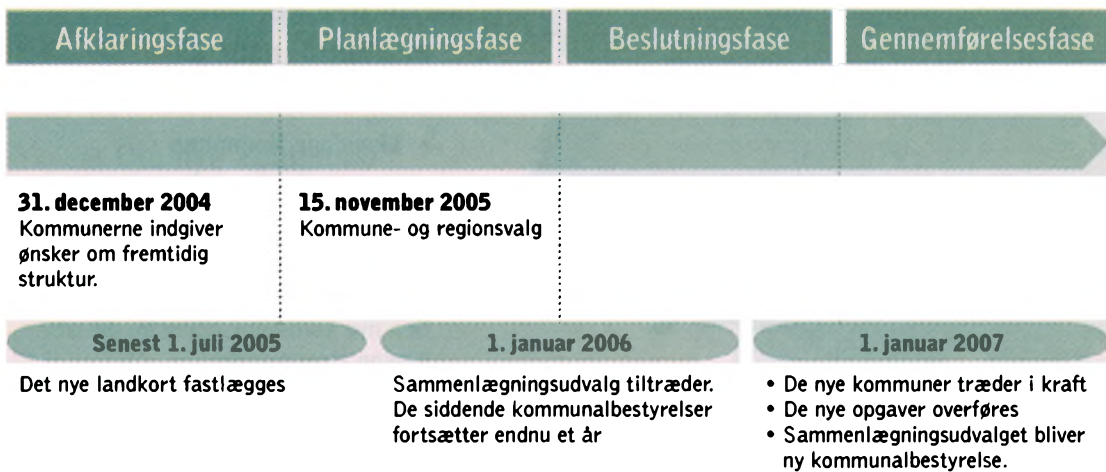 Afklaringsfase
Planlægningsfase
Beslutningsfase
Gennemførelsesfase
31. december 2004
Kommunerne indgiver
ønsker om fremtidig
struktur.
15. november 2005
Kommune- og regionsvalg
Senest 1. juli 2005
Det nye landkort fastlægges
1. januar 2006
Sammenlægningsudvalg tiltræder.
De siddende kommunalbestyrelser
fortsætter endnu et år
1. januar 2007
• De nye kommuner træder i kraft
• De nye opgaver overføres
• Sammenlægningsudvalget bliver
ny kommunalbestyrelse.